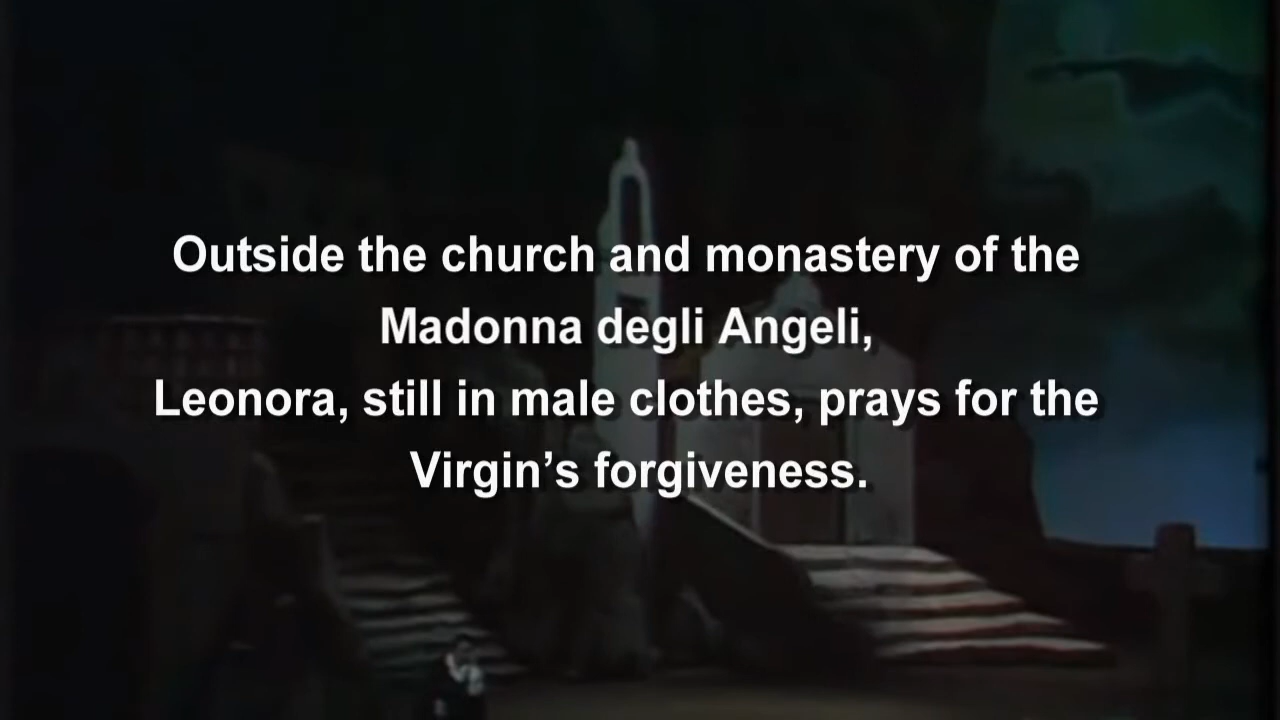 Outside the church and monastery of the
Madonna degli Angeli,
Leonora, still in male clothes, prays for the
Virgin’s forgiveness.